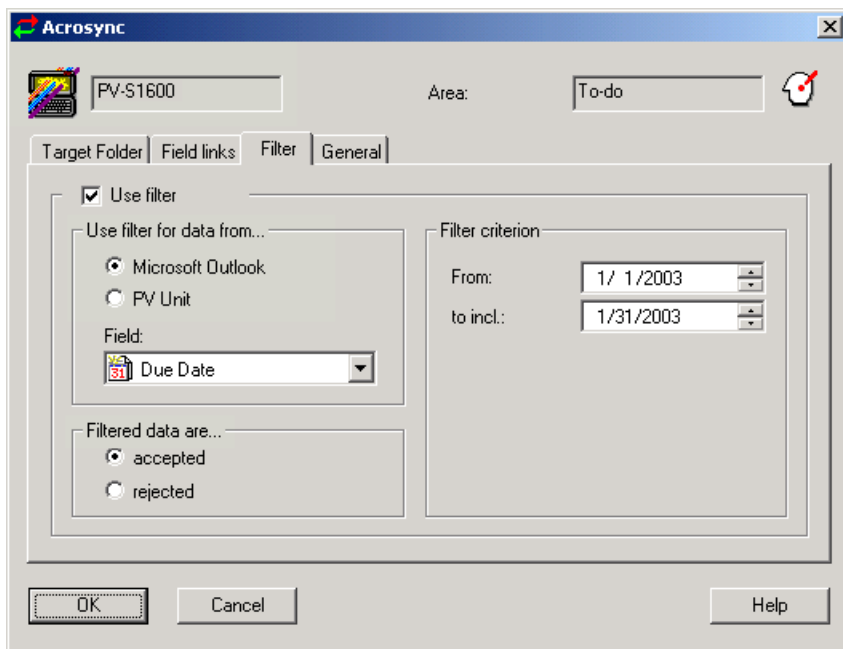 Acrosync
PV-S1600 Area: To-do
Target Folder Field links Filter General
Use filter
Use filter for data from...
Microsoft Outlook
PV Unit
Field:
31 Due Date
Filtered data are...
accepted
rejected
Filter criterion
From: 1/ 1/2003
to incl.: 1/31/2003
OK Cancel Help